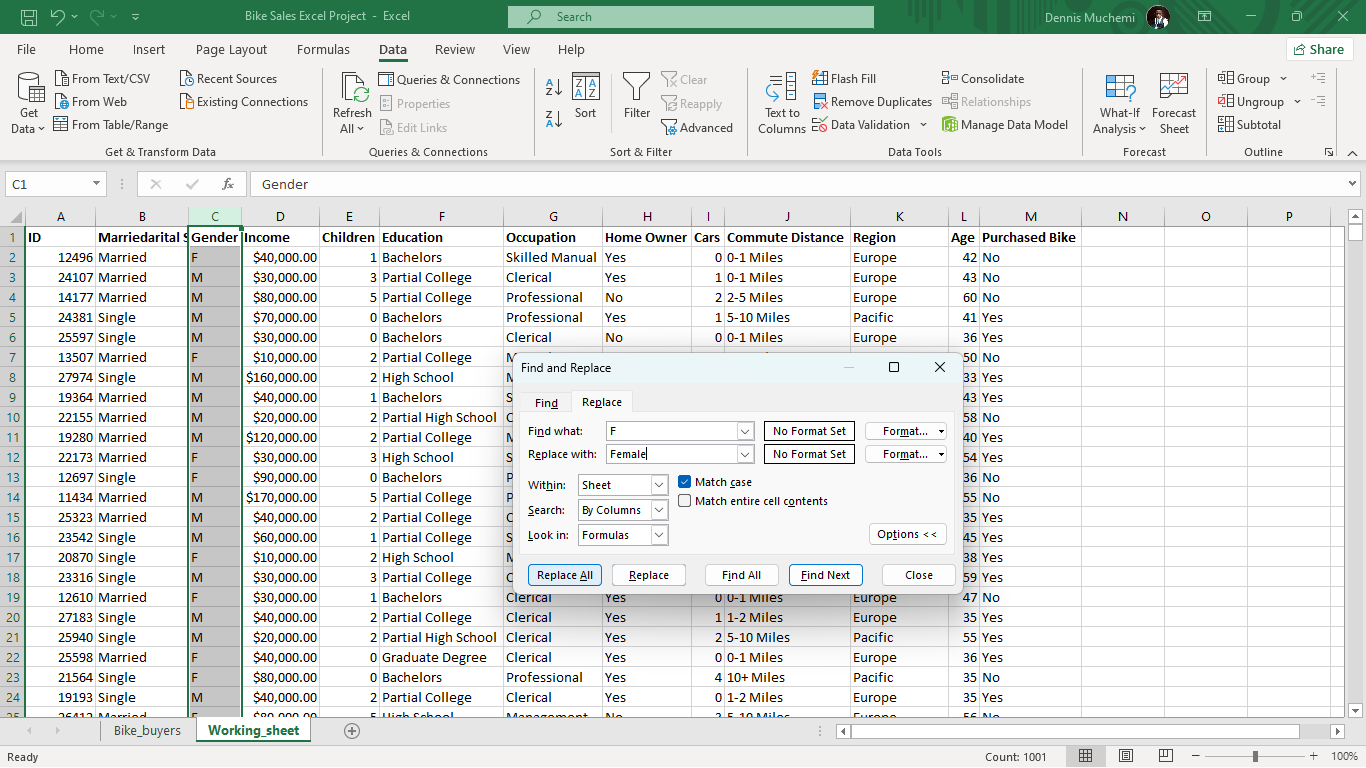 Bike Sales Excel Project - Excel
Search
Dennis Muchemi
File Home Insert Page Layout Formulas Data Review View Help
Share
Get Data
From Text/CSV
From Web
From Table/Range
Recent Sources
Existing Connections
Get & Transform Data
Refresh All
Queries & Connections
Properties
Edit Links
Queries & Connections
Sort
Filter
Clear
Reapply
Advanced
Sort & Filter
Text to Columns
Flash Fill
Remove Duplicates
Data Validation
Consolidate
Relationships
Manage Data Model
Data Tools
What-If Analysis
Forecast Sheet
Forecast
Group
Ungroup
Subtotal
Outline
C1
fx
Gender
A B C D E F G H I J K L M N O P
1 ID Marriedarital S Gender Income Children Education Occupation Home Owner Cars Commute Distance Region Age Purchased Bike
2 12496 Married F $40,000.00 1 Bachelors Skilled Manual Yes 0 0-1 Miles Europe 42 No
3 24107 Married M $30,000.00 3 Partial College Clerical Yes 1 0-1 Miles Europe 43 No
4 14177 Married M $80,000.00 5 Partial College Professional No 2 2-5 Miles Europe 60 No
5 24381 Single M $70,000.00 0 Bachelors Professional Yes 1 5-10 Miles Pacific 41 Yes
6 25597 Single M $30,000.00 0 Bachelors Clerical No 0 0-1 Miles Europe 36 Yes
7 13507 Married F $10,000.00 2 Partial College 50 No
8 27974 Single M $160,000.00 2 High School 33 Yes
9 19364 Married M $40,000.00 1 Bachelors 43 Yes
10 22155 Married M $20,000.00 2 Partial High School 58 No
11 19280 Married M $120,000.00 2 Partial College 40 Yes
12 22173 Married F $30,000.00 3 High School 54 Yes
13 12697 Single F $90,000.00 0 Bachelors 36 No
14 11434 Married M $170,000.00 5 Partial College 55 No
15 25323 Married M $40,000.00 2 Partial College 35 Yes
16 23542 Single M $60,000.00 1 Partial College 45 Yes
17 20870 Single F $10,000.00 2 High School 38 Yes
18 23316 Single M $30,000.00 3 Partial College 59 Yes
19 12610 Married F $30,000.00 1 Bachelors Clerical Yes 0 0-1 Miles Europe 47 No
20 27183 Single M $40,000.00 2 Partial College Clerical Yes 1 1-2 Miles Europe 35 Yes
21 25940 Single M $20,000.00 2 Partial High School Clerical Yes 2 5-10 Miles Pacific 55 Yes
22 25598 Married F $40,000.00 0 Graduate Degree Clerical Yes 0 0-1 Miles Europe 36 Yes
23 21564 Single F $80,000.00 0 Bachelors Professional Yes 4 10+ Miles Pacific 35 No
24 19193 Single M $40,000.00 2 Partial College Clerical Yes 0 1-2 Miles Europe 35 Yes
25 26412 Married F $80,000.00 5 High School Management No 3 5-10 Miles Europe 56 No
Find and Replace
Find Replace
Find what: F No Format Set Format...
Replace with: Female No Format Set Format...
Within: Sheet Match case
Match entire cell contents
Search: By Columns
Look in: Formulas
Options <<
Replace All Replace Find All Find Next Close
Bike_buyers Working_sheet
Ready
Count: 1001
100%